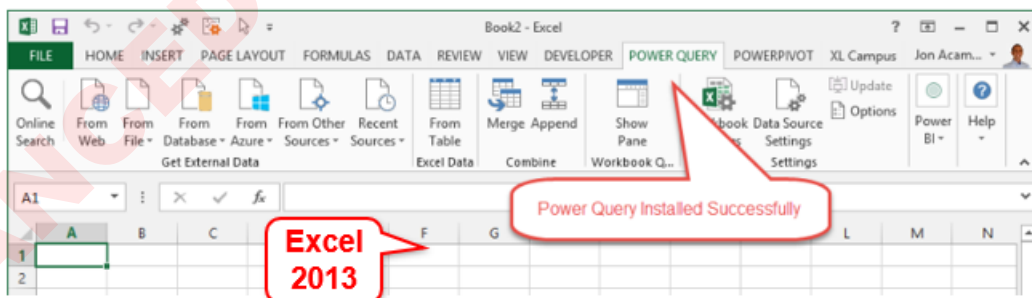 Book2 - Excel
FILE HOME INSERT PAGE LAYOUT FORMULAS DATA REVIEW VIEW DEVELOPER POWER QUERY POWERPIVOT XL Campus Jon Acam...
Online Search
From Web
From File
From Database
From Azure
From Other Sources
Recent Sources
From Table
Merge
Append
Show Pane
Data Source Settings
Update
Options
Power BI
Help
Get External Data
Excel Data
Combine
Workbook Q...
Settings
A1
fx
Power Query Installed Successfully
A B C F G L M N
Excel
2013
1
2